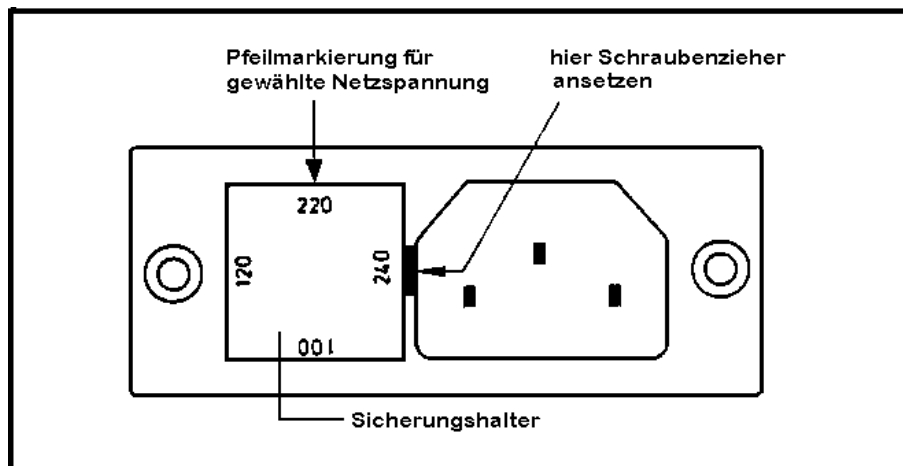 Pfeilmarkierung für
gewählte Netzspannung
hier Schraubenzieher
ansetzen
220
120
240
100
Sicherungshalter